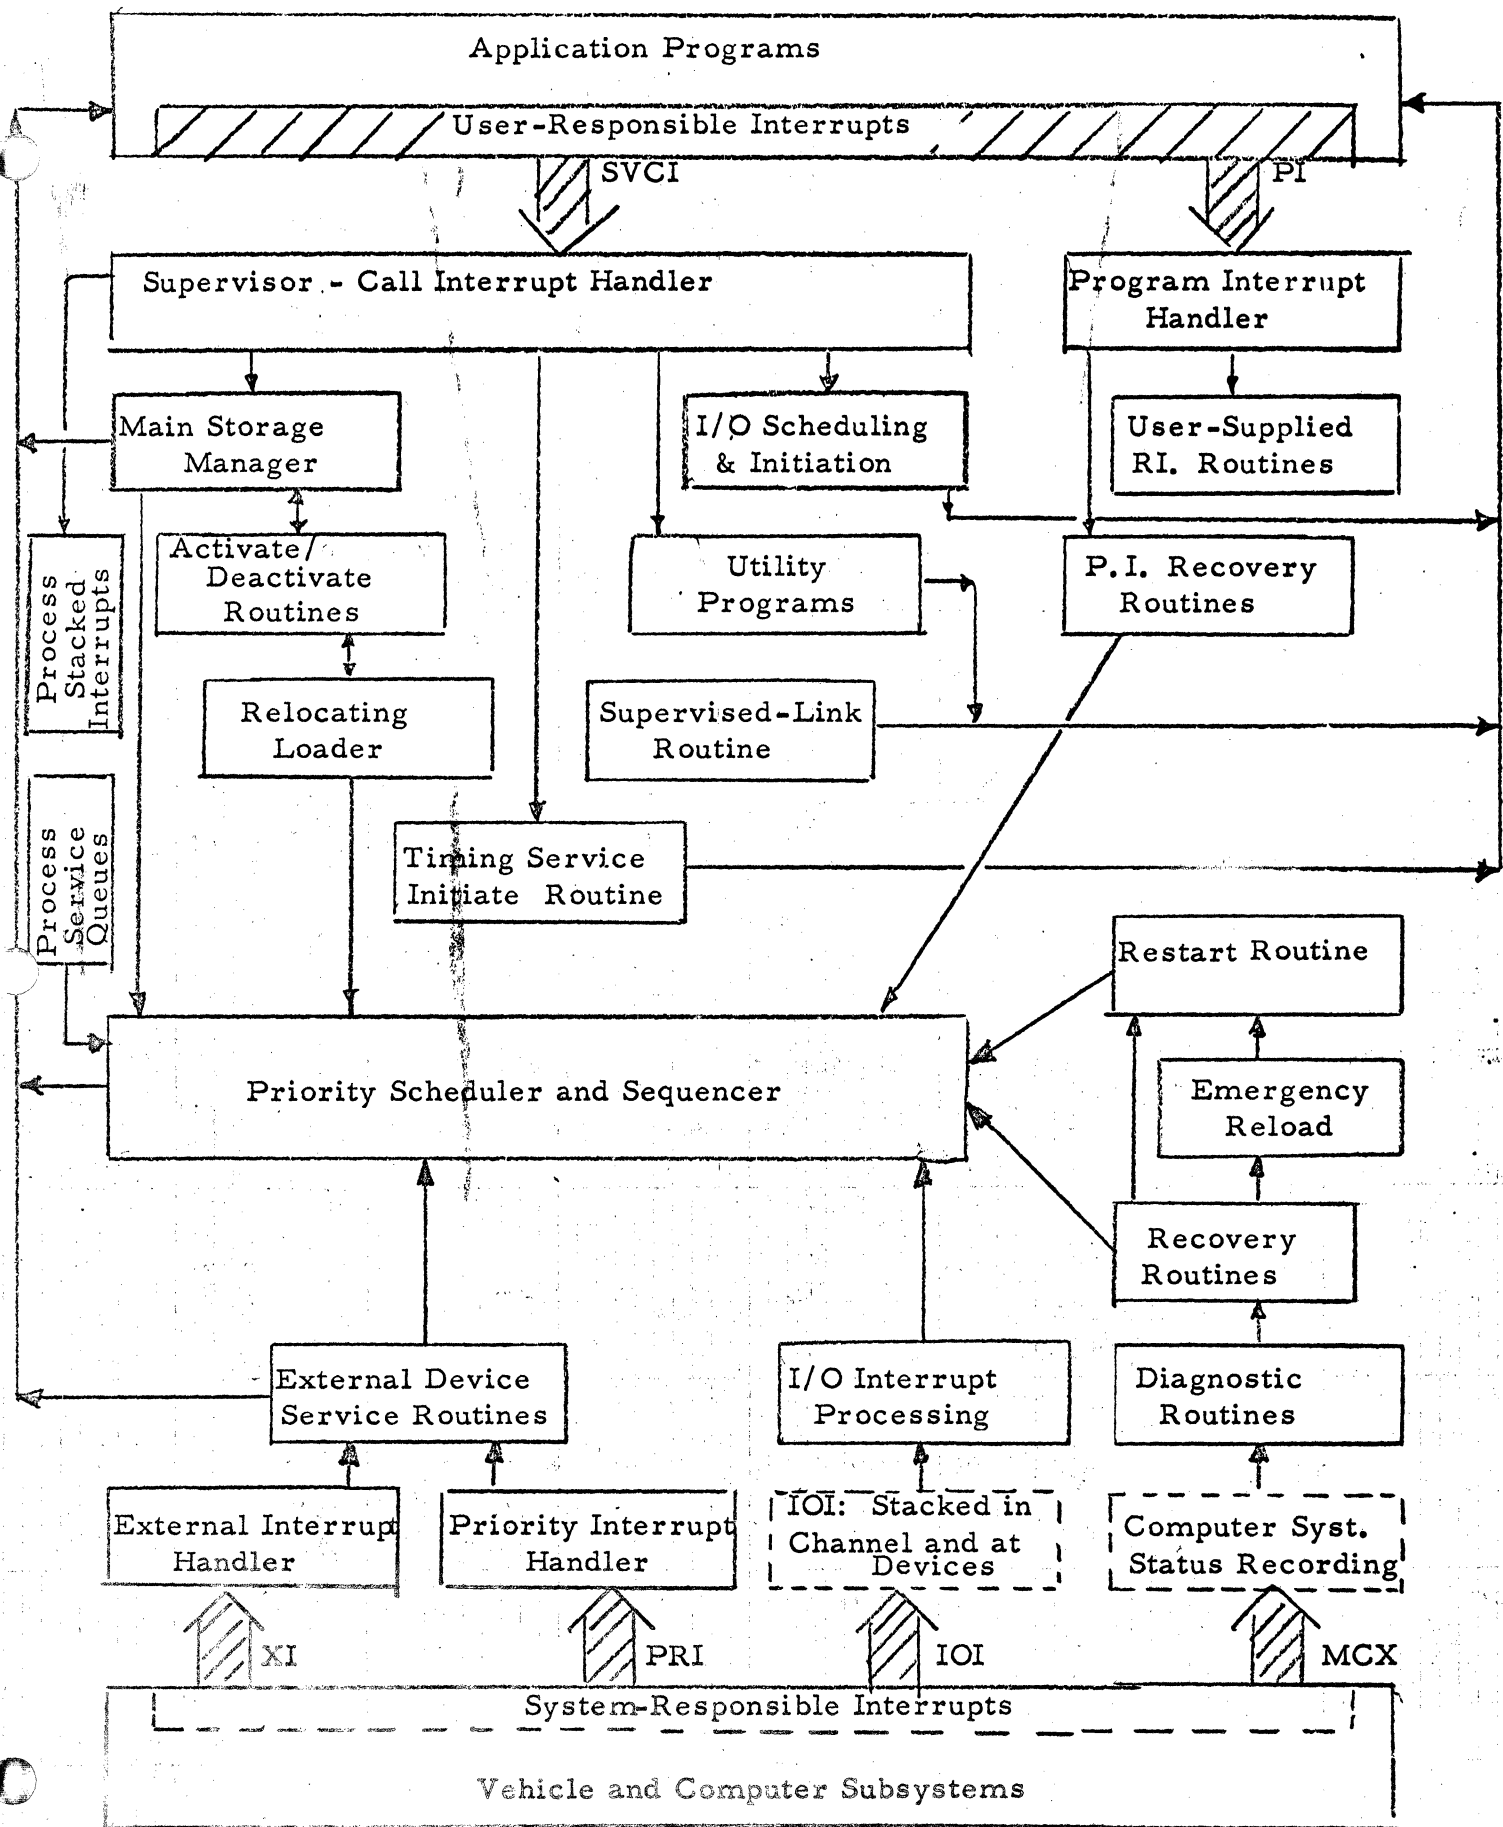 Application Programs
User-Responsible Interrupts
SVCI
PI
Supervisor - Call Interrupt Handler
Program Interrupt
Handler
Main Storage
Manager
I/O Scheduling
& Initiation
User-Supplied
RI. Routines
Process
Stacked
Interrupts
Activate/
Deactivate
Routines
Utility
Programs
P.I. Recovery
Routines
Relocating
Loader
Supervised-Link
Routine
Process
Service
Queues
Timing Service
Initiate Routine
Restart Routine
Priority Scheduler and Sequencer
Emergency
Reload
Recovery
Routines
External Device
Service Routines
I/O Interrupt
Processing
Diagnostic
Routines
External Interrupt
Handler
Priority Interrupt
Handler
IOI: Stacked in
Channel and at
Devices
Computer Syst.
Status Recording
XI
PRI
IOI
MCX
System-Responsible Interrupts
Vehicle and Computer Subsystems